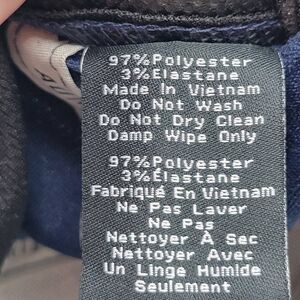 97%Polyester
3%Elastane
Made In Vietnam
Do Not Wash
Do Not Dry Clean
Damp Wipe Only
97%Polyester
3%Elastane
Fabriqué En Vietnam
Ne Pas Laver
Ne Pas
Nettoyer À Sec
Nettoyer Avec
Un Linge Humide
Seulement